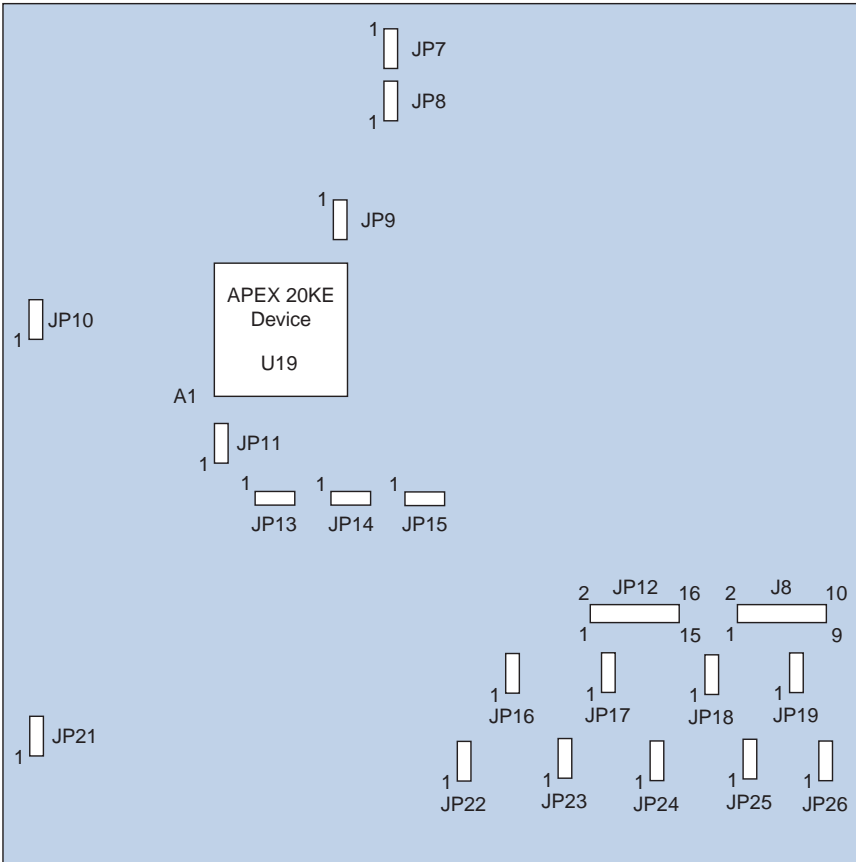 1
JP7
JP8
1
1
JP9
APEX 20KE
Device
U19
JP10
1
A1
JP11
1
1 1 1
JP13 JP14 JP15
2 JP12 16 2 J8 10
1 15 1 9
1 1 1 1
JP16 JP17 JP18 JP19
JP21
1
1 1 1 1 1
JP22 JP23 JP24 JP25 JP26